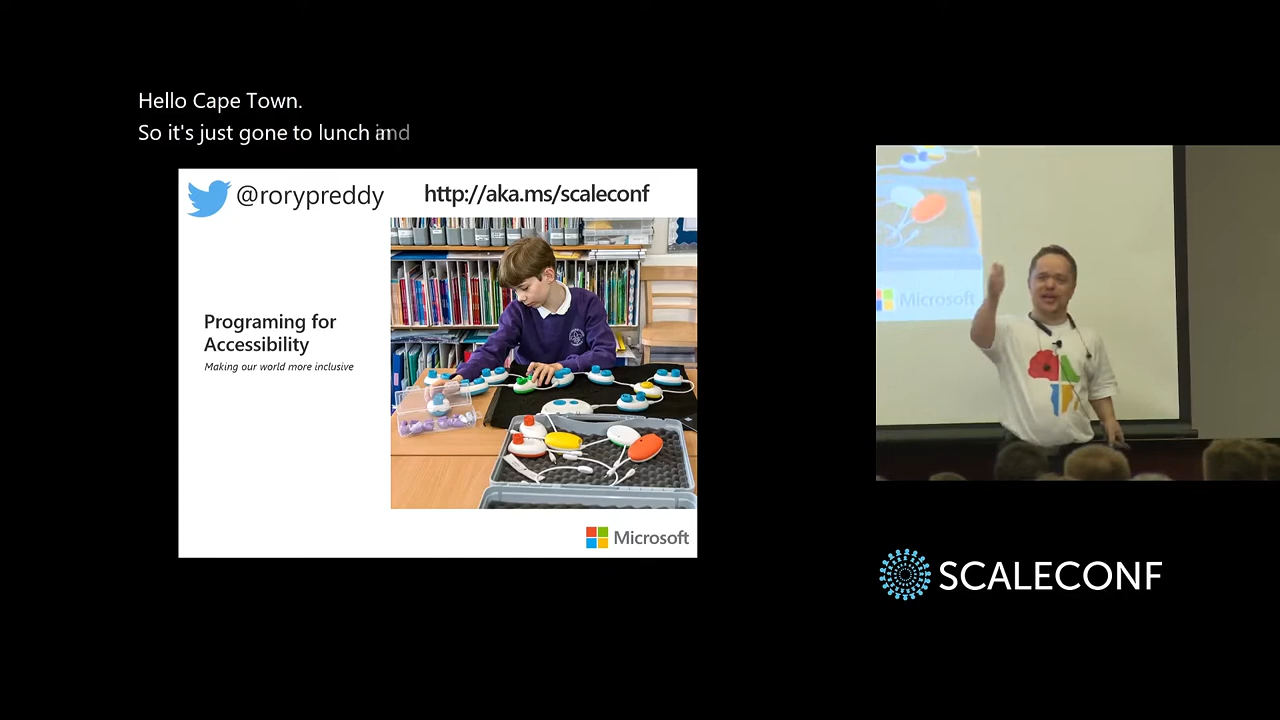 Hello Cape Town.
So it's just gone to lunch and
@rorypreddy
http://aka.ms/scaleconf
Programing for
Accessibility
Making our world more inclusive
Microsoft
Microsoft
SCALECONF